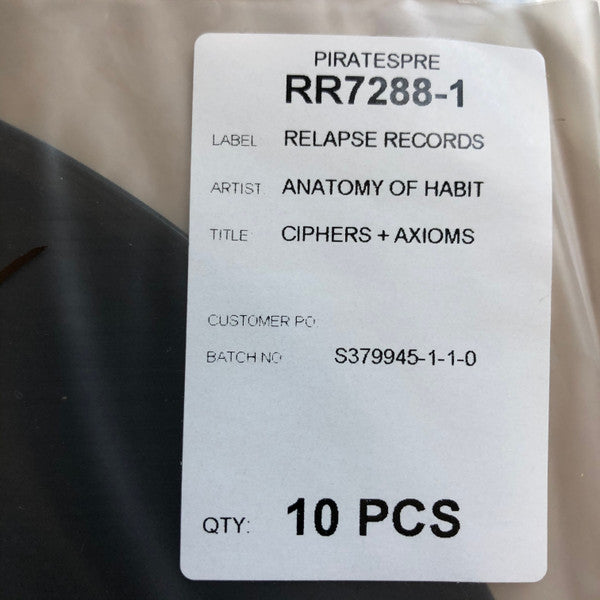 PIRATESPRE
RR7288-1
LABEL RELAPSE RECORDS
ARTIST: ANATOMY OF HABIT
TITLE: CIPHERS + AXIOMS
CUSTOMER PO
BATCH NO S379945-1-1-0
QTY: 10 PCS